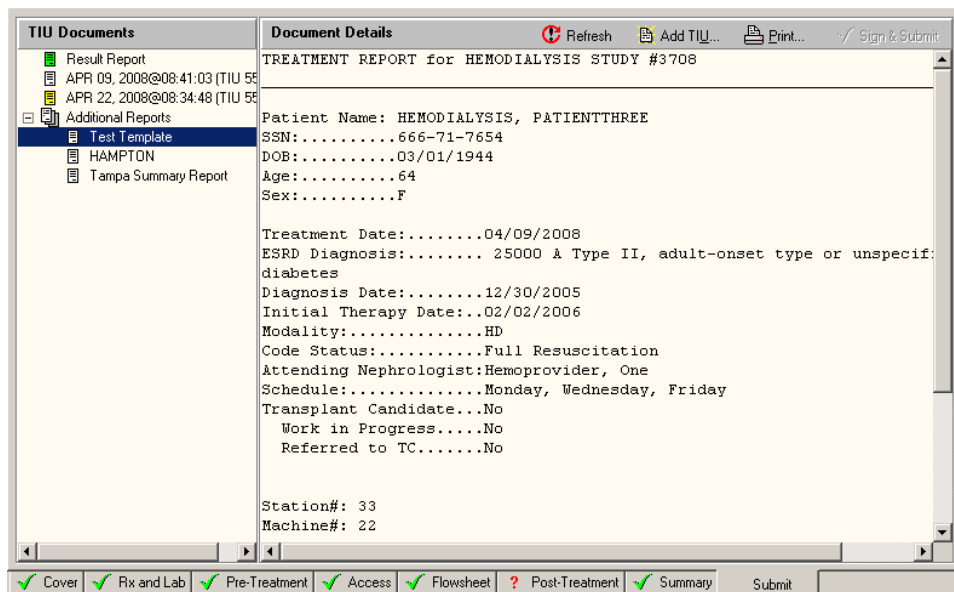 TIU Documents
Document Details
Refresh
Add TIU...
Print...
Sign & Submit
Result Report
APR 09, 2008@08:41:03 (TIU 55
APR 22, 2008@08:34:48 (TIU 55
Additional Reports
Test Template
HAMPTON
Tampa Summary Report
TREATMENT REPORT for HEMODIALYSIS STUDY #3708
Patient Name: HEMODIALYSIS, PATIENTTHREE
SSN:..........666-71-7654
DOB:..........03/01/1944
Age:..........64
Sex:..........F
Treatment Date:........04/09/2008
ESRD Diagnosis:........ 25000 A Type II, adult-onset type or unspecifi
diabetes
Diagnosis Date:........12/30/2005
Initial Therapy Date:..02/02/2006
Modality:..............HD
Code Status:...........Full Resuscitation
Attending Nephrologist:Hemoprovider, One
Schedule:..............Monday, Wednesday, Friday
Transplant Candidate...No
Work in Progress.....No
Referred to TC.......No
Station#: 33
Machine#: 22
Cover
Rx and Lab
Pre-Treatment
Access
Flowsheet
? Post-Treatment
Summary
Submit